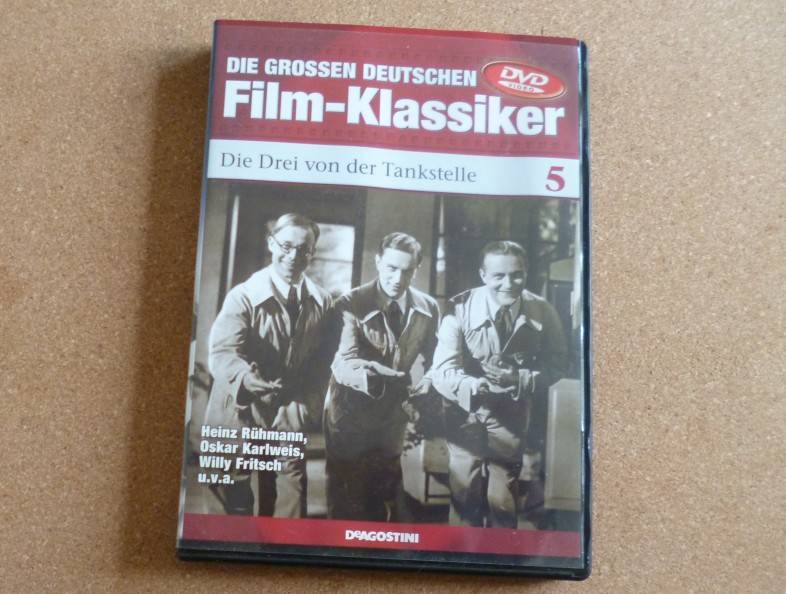 DIE GROSSEN DEUTSCHEN
DVD
VIDEO
Film-Klassiker
Die Drei von der Tankstelle
5
Heinz Rühmann,
Oskar Karlweis,
Willy Fritsch
u.v.a.
DEAGOSTINI